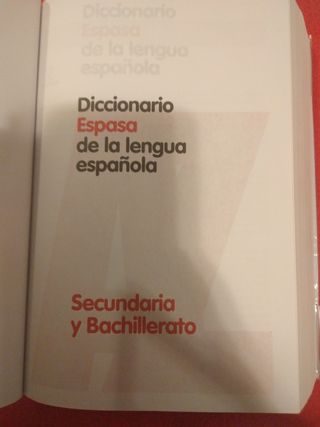 Diccionario
Espasa
de la lengua
española
Diccionario
Espasa
de la lengua
española
Secundaria
y Bachillerato